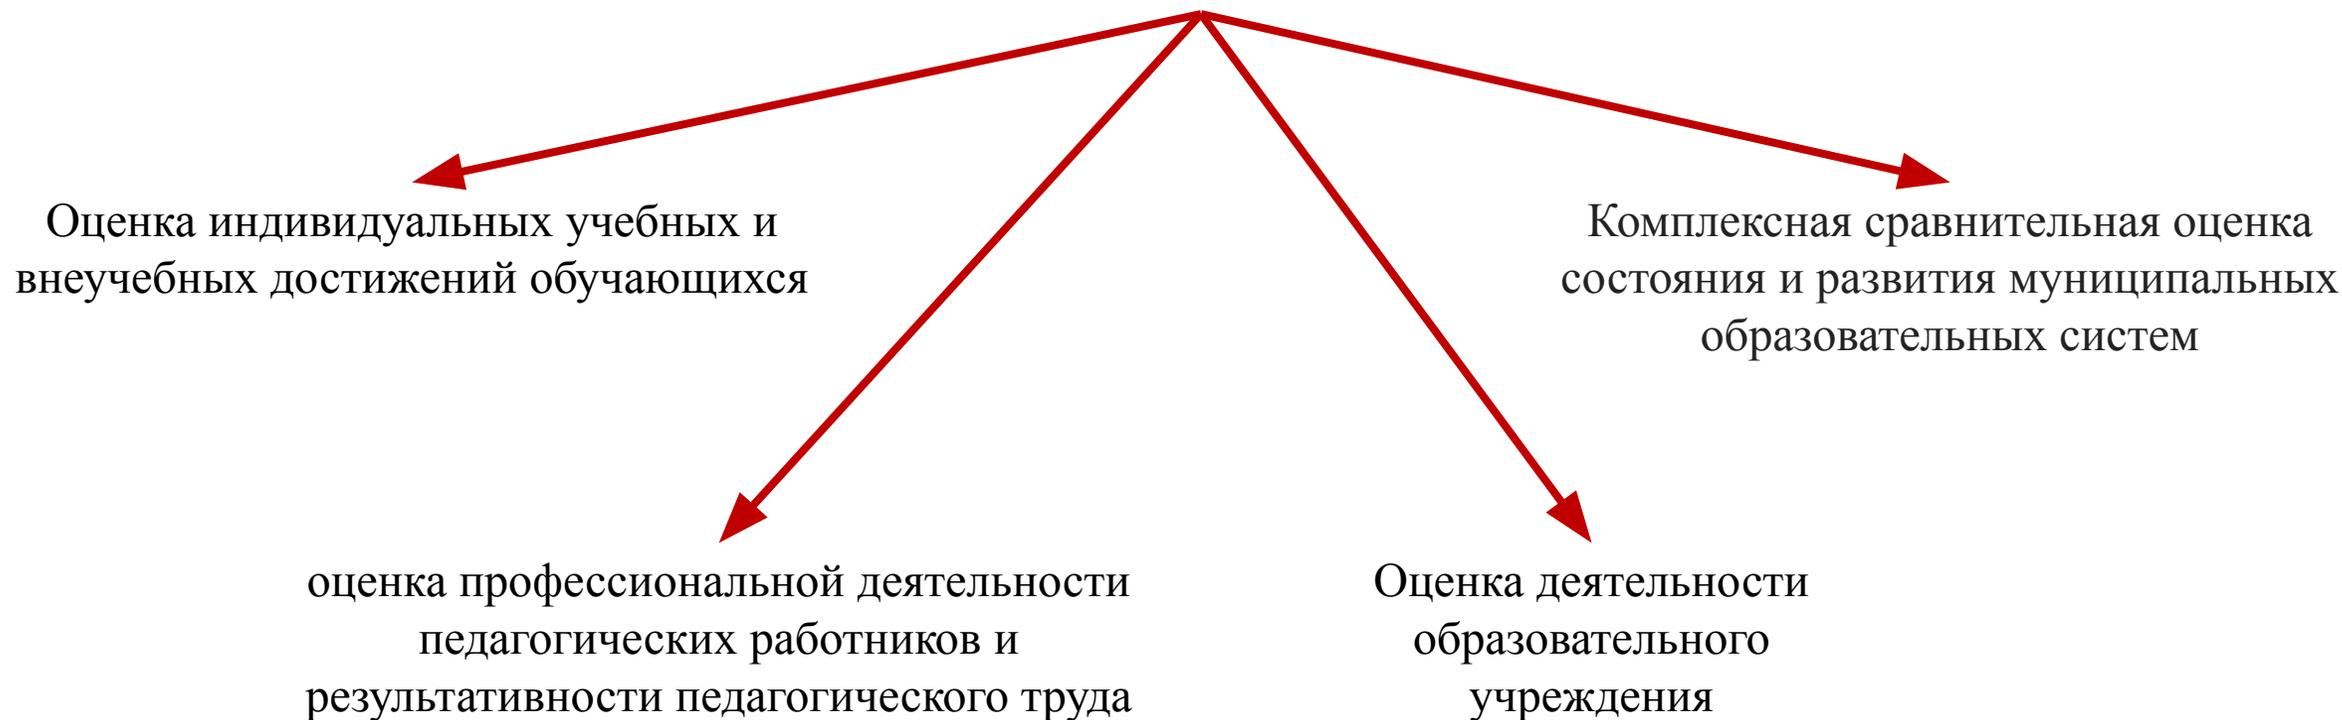 Оценка индивидуальных учебных и
внеучебных достижений обучающихся
Комплексная сравнительная оценка
состояния и развития муниципальных
образовательных систем
оценка профессиональной деятельности
педагогических работников и
результативности педагогического труда
Оценка деятельности
образовательного
учреждения